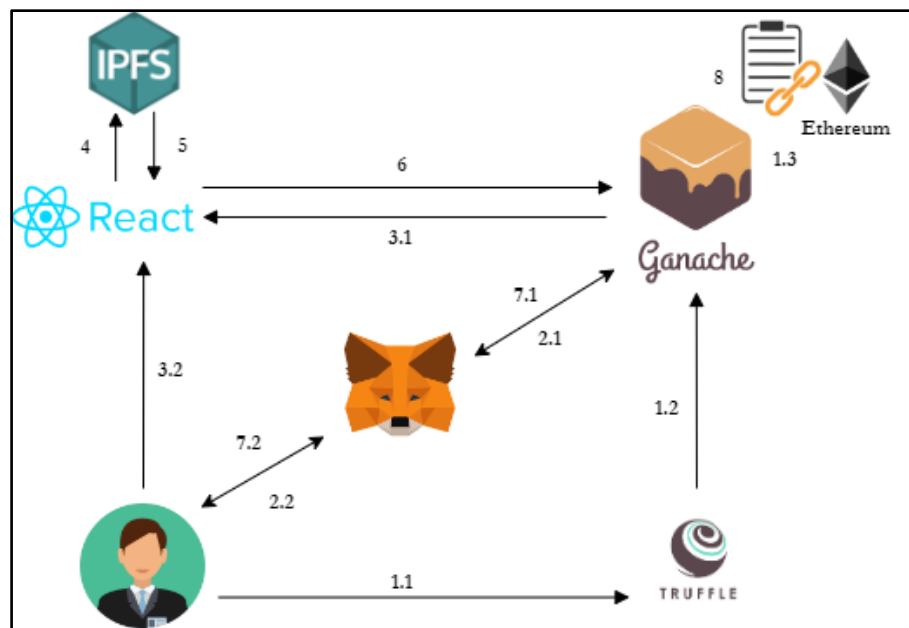 IPFS
8
Ethereum
4
5
6
1.3
React
3.1
Ganache
7.1
2.1
3.2
1.2
7.2
2.2
1.1
TRUFFLE